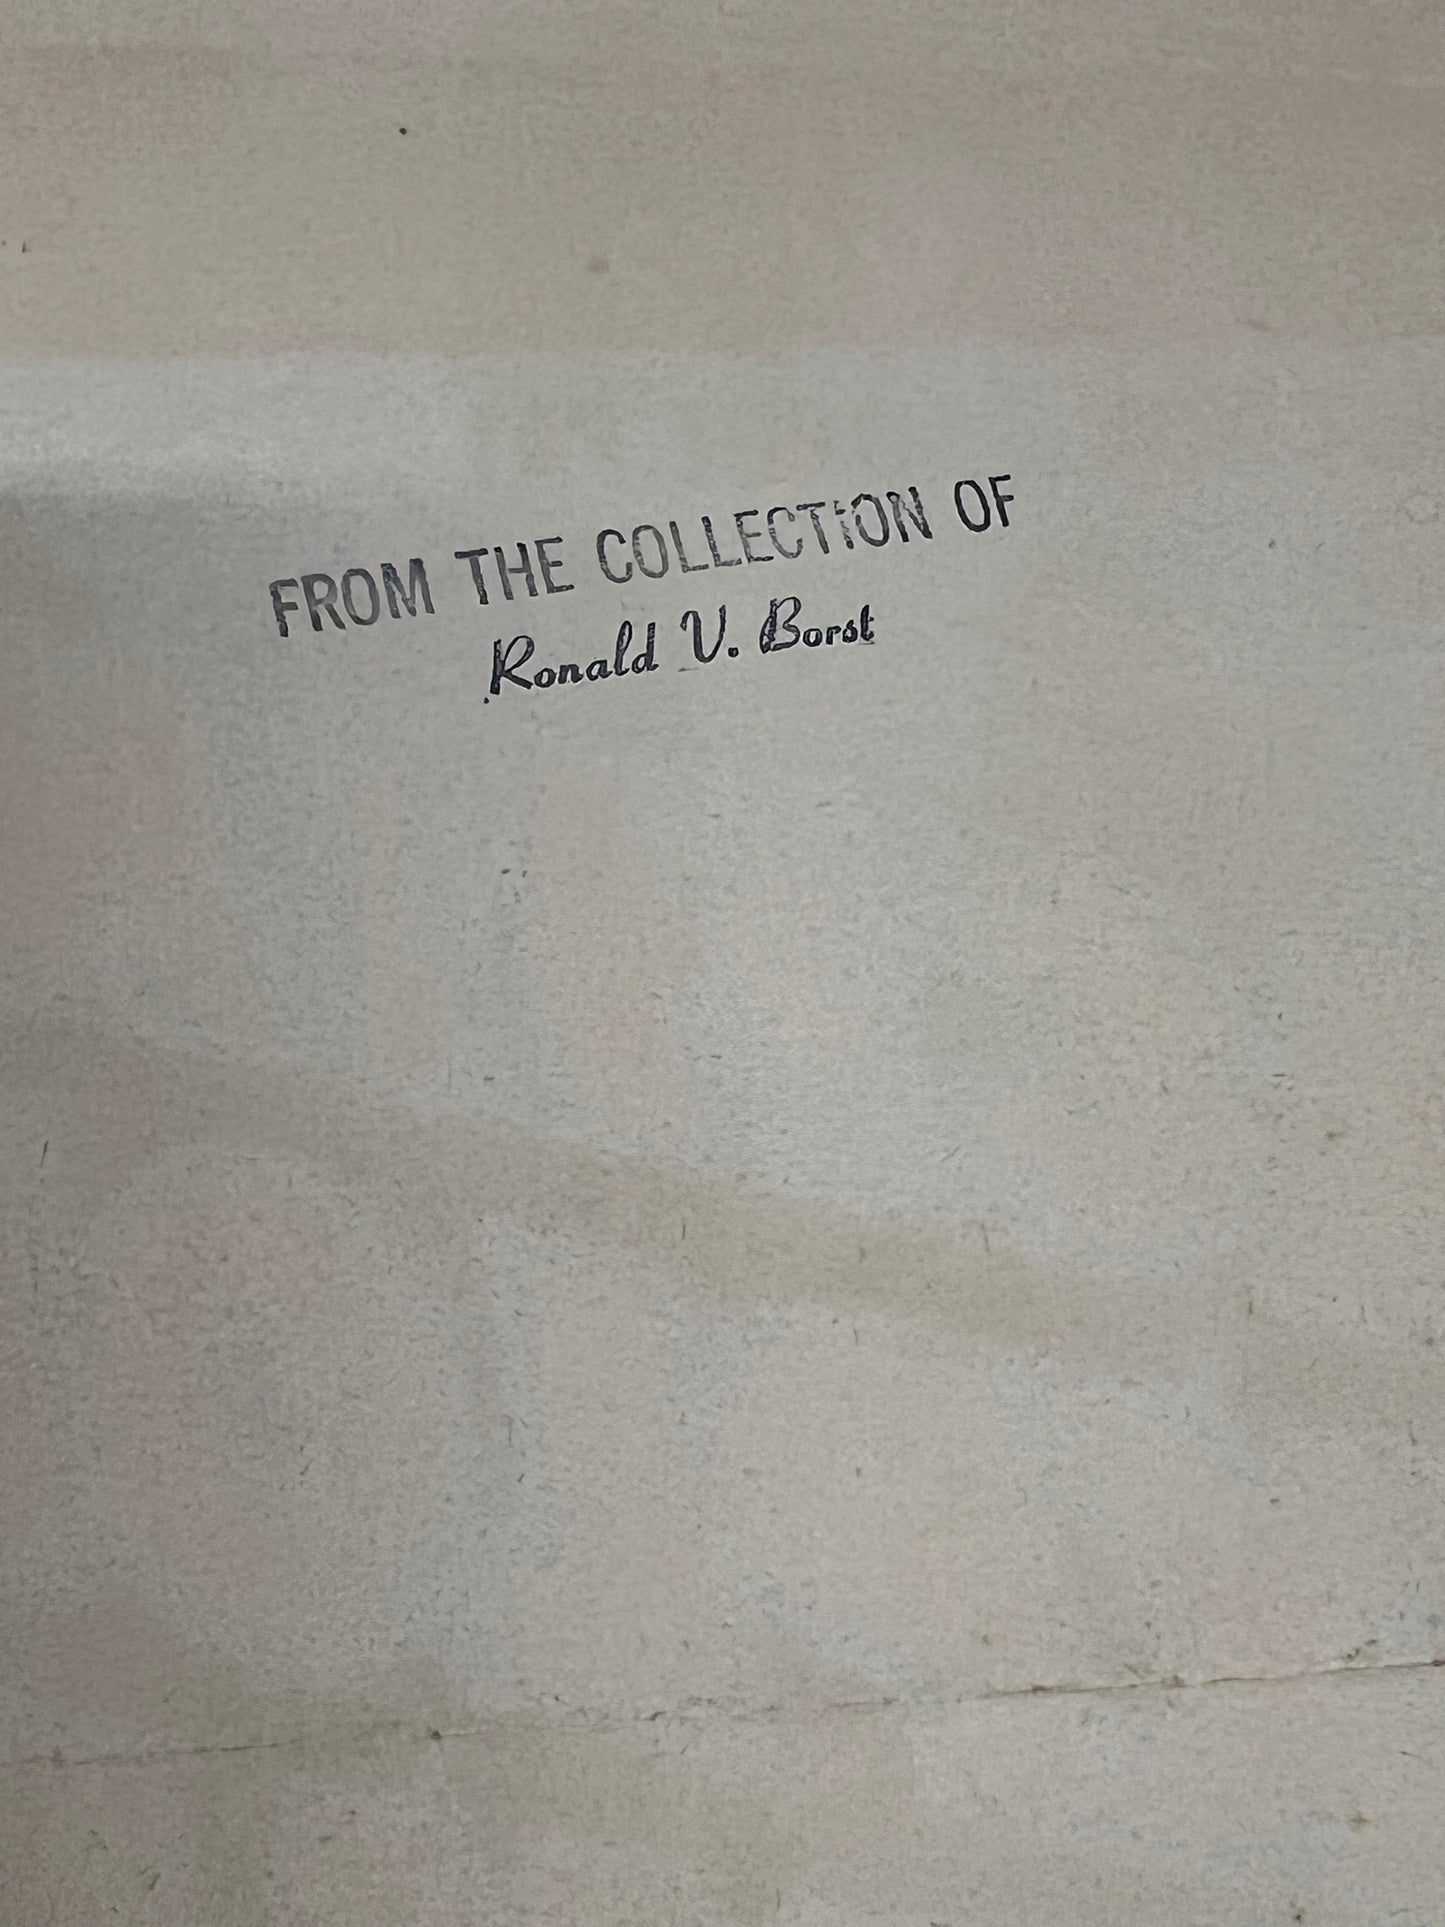 FROM THE COLLECTION OF
Ronald V. Borst